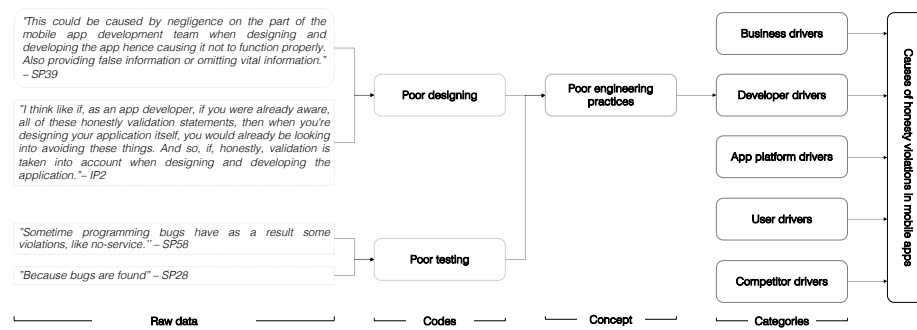 "This could be caused by negligence on the part of the
mobile app development team when designing and
developing the app hence causing it not to function properly.
Also providing false information or omitting vital information."
– SP39
"I think like if, as an app developer, if you were already aware,
all of these honestly validation statements, then when you're
designing your application itself, you would already be looking
into avoiding these things. And so, if, honestly, validation is
taken into account when designing and developing the
application."– IP2
"Sometime programming bugs have as a result some
violations, like no-service.'' – SP58
"Because bugs are found" – SP28
Raw data
Poor designing
Poor testing
Codes
Poor engineering
practices
Concept
Business drivers
Developer drivers
App platform drivers
User drivers
Competitor drivers
Categories
Causes of honesty violations in mobile apps